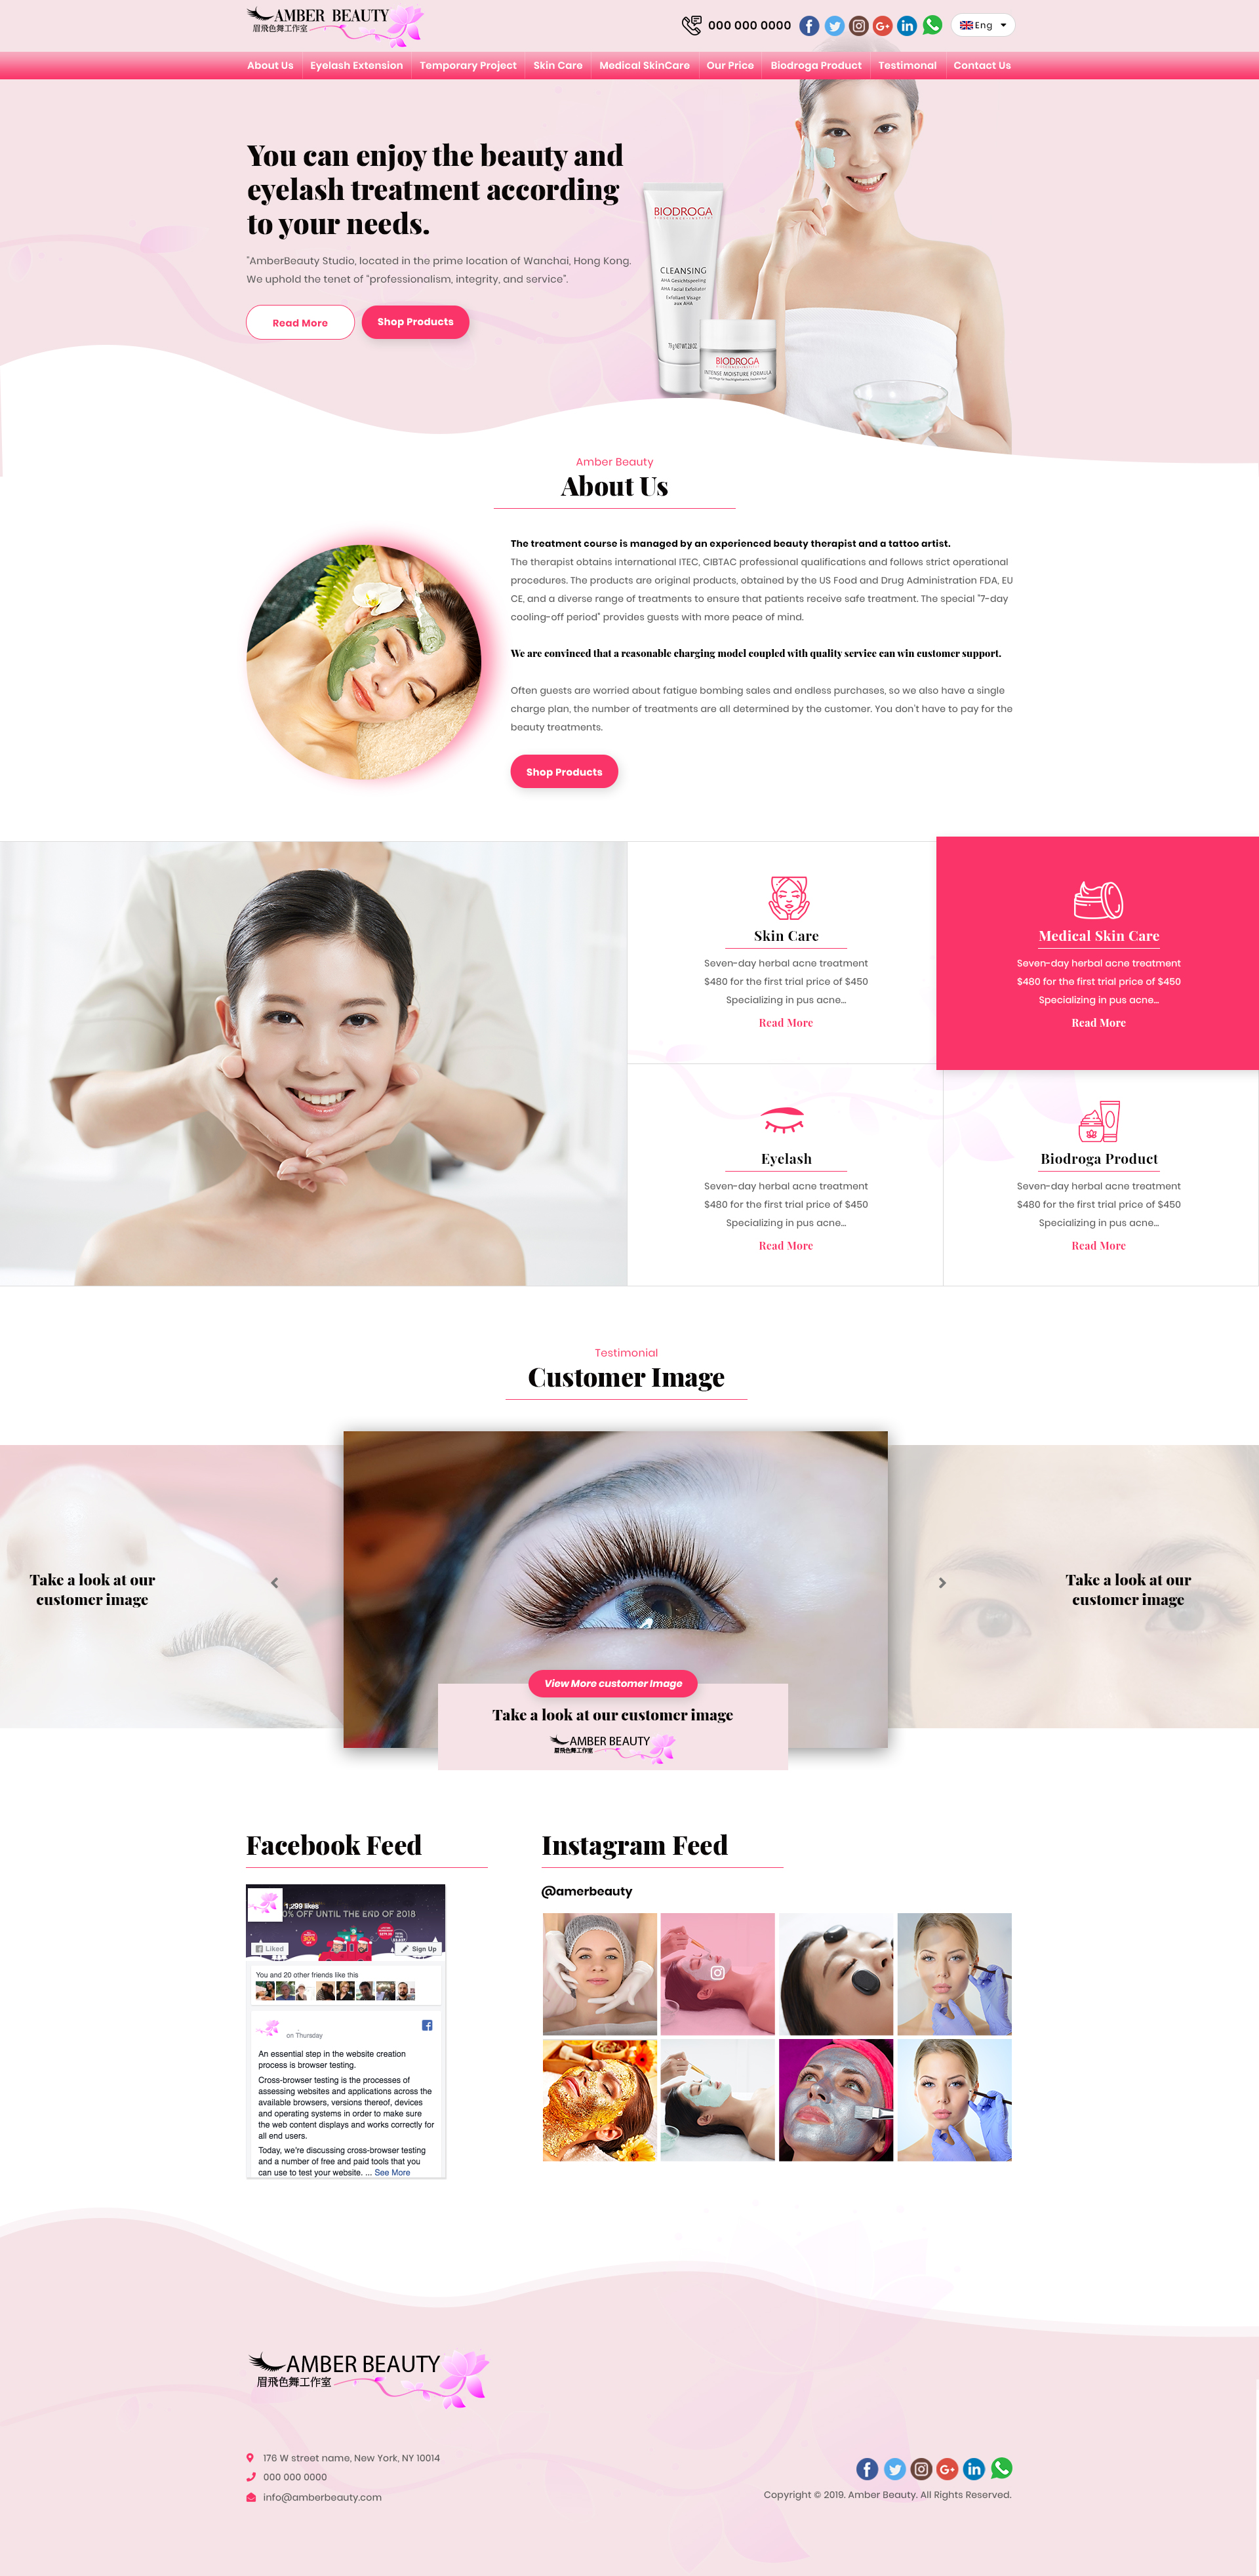 AMBER BEAUTY
眉飛色舞工作室
000 000 0000
Eng
About Us
Eyelash Extension
Temporary Project
Skin Care
Medical SkinCare
Our Price
Biodroga Product
Testimonal
Contact Us
You can enjoy the beauty and
eyelash treatment according
to your needs.
"AmberBeauty Studio, located in the prime location of Wanchai, Hong Kong.
We uphold the tenet of "professionalism, integrity, and service".
Read More
Shop Products
BIODROGA
CLEANSING
AHA Gesichtspeeling
AHA Facial Exfoliator
Exfoliant Visage
aux AHA
BIODROGA
INTENSE MOISTURE FORMULA
Amber Beauty
About Us
The treatment course is managed by an experienced beauty therapist and a tattoo artist.
The therapist obtains international ITEC, CIBTAC professional qualifications and follows strict operational
procedures. The products are original products, obtained by the US Food and Drug Administration FDA, EU
CE, and a diverse range of treatments to ensure that patients receive safe treatment. The special "7-day
cooling-off period" provides guests with more peace of mind.
We are convinced that a reasonable charging model coupled with quality service can win customer support.
Often guests are worried about fatigue bombing sales and endless purchases, so we also have a single
charge plan, the number of treatments are all determined by the customer. You don't have to pay for the
beauty treatments.
Shop Products
Skin Care
Seven-day herbal acne treatment
$480 for the first trial price of $450
Specializing in pus acne...
Read More
Medical Skin Care
Seven-day herbal acne treatment
$480 for the first trial price of $450
Specializing in pus acne...
Read More
Eyelash
Seven-day herbal acne treatment
$480 for the first trial price of $450
Specializing in pus acne...
Read More
Biodroga Product
Seven-day herbal acne treatment
$480 for the first trial price of $450
Specializing in pus acne...
Read More
Testimonial
Customer Image
Take a look at our
customer image
Take a look at our
customer image
View More customer Image
Take a look at our customer image
AMBER BEAUTY
眉飛色舞工作室
Facebook Feed
1,299 likes
0% OFF UNTIL THE END OF 2018
Liked
Sign Up
You and 20 other friends like this
on Thursday
An essential step in the website creation
process is browser testing.
Cross-browser testing is the processes of
assessing websites and applications across the
available browsers, versions thereof, devices
and operating systems in order to make sure
the web content displays and works correctly for
all end users.
Today, we're discussing cross-browser testing
and a number of free and paid tools that you
can use to test your website. ... See More
Instagram Feed
@amerbeauty
AMBER BEAUTY
眉飛色舞工作室
176 W street name, New York, NY 10014
000 000 0000
info@amberbeauty.com
Copyright © 2019. Amber Beauty. All Rights Reserved.